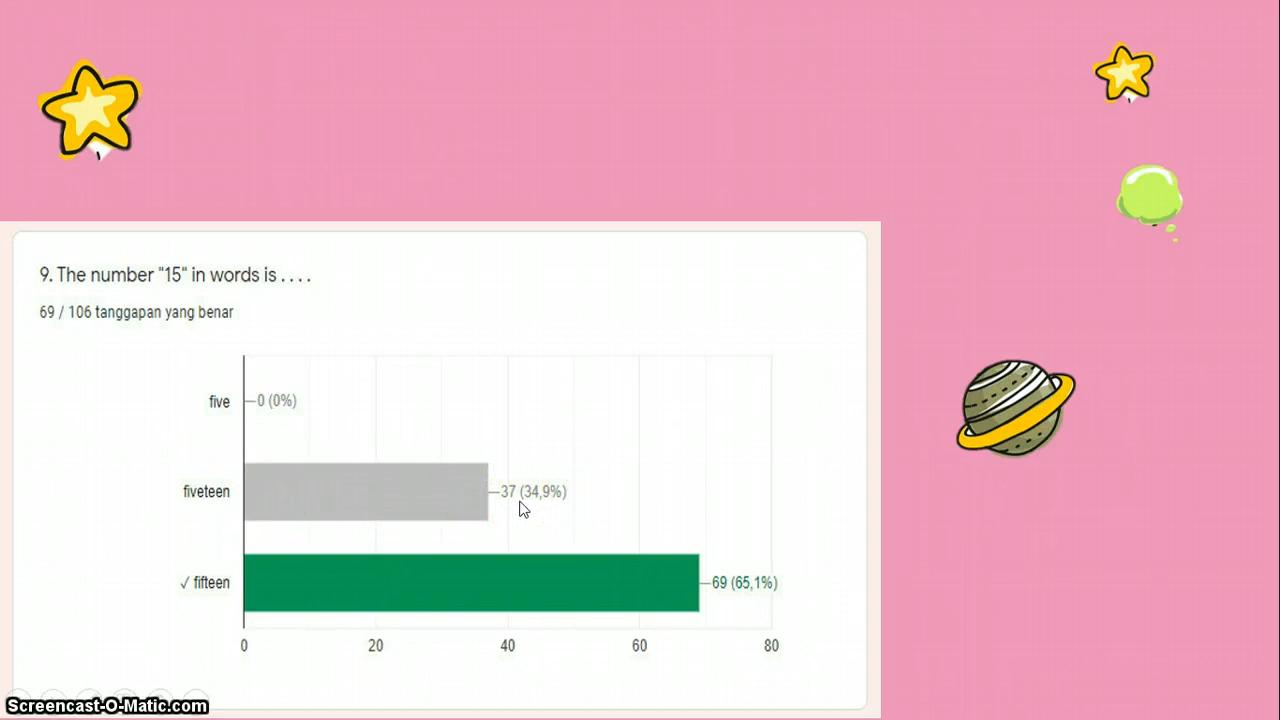 9. The number "15" in words is . . . .
69 / 106 tanggapan yang benar
five
0 (0%)
fiveteen
37 (34,9%)
✓ fifteen
69 (65,1%)
0 20 40 60 80
Screencast-O-Matic.com